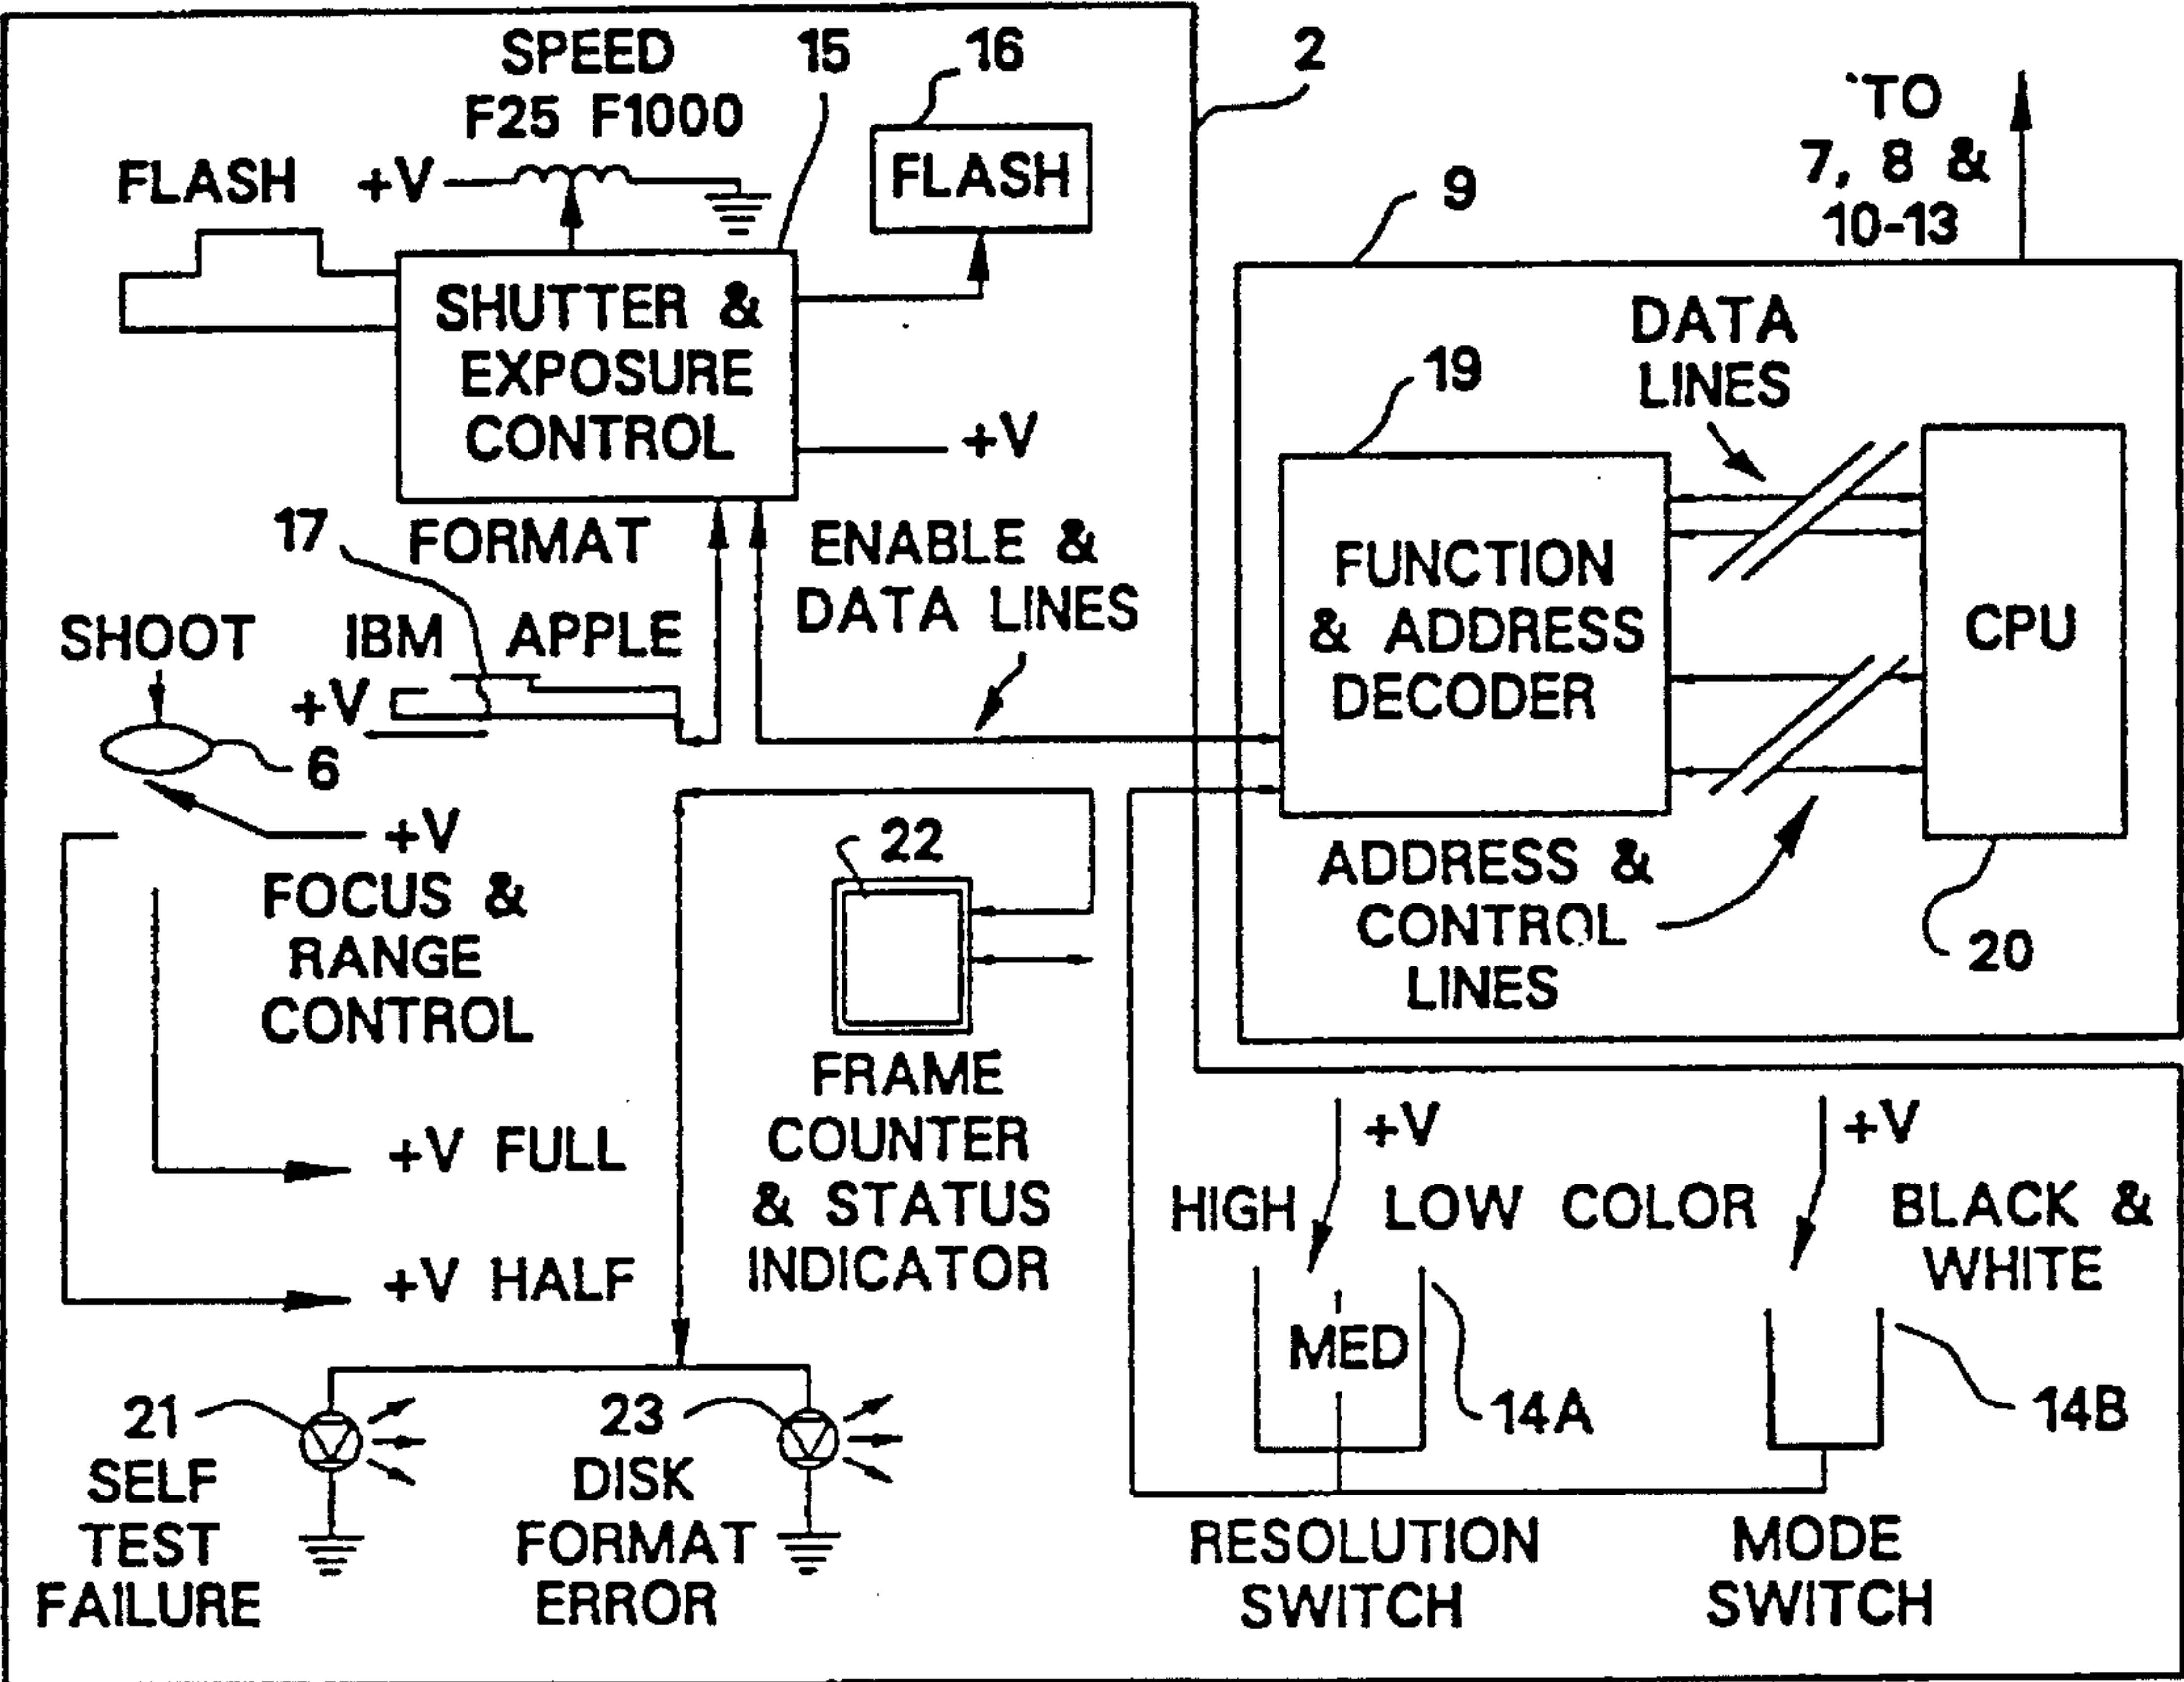 SPEED
F25 F1000
15
16
2
TO
7, 8 &
10-13
FLASH
+V
FLASH
9
SHUTTER &
EXPOSURE
CONTROL
+V
DATA
LINES
19
17
FORMAT
ENABLE &
DATA LINES
FUNCTION
& ADDRESS
DECODER
CPU
SHOOT
IBM APPLE
+V
6
+V
FOCUS &
RANGE
CONTROL
22
ADDRESS &
CONTROL
LINES
20
FRAME
COUNTER
& STATUS
INDICATOR
+V FULL
+V HALF
+V
+V
HIGH
LOW
COLOR
BLACK &
WHITE
MED
14A
14B
21
SELF
TEST
FAILURE
23
DISK
FORMAT
ERROR
RESOLUTION
SWITCH
MODE
SWITCH